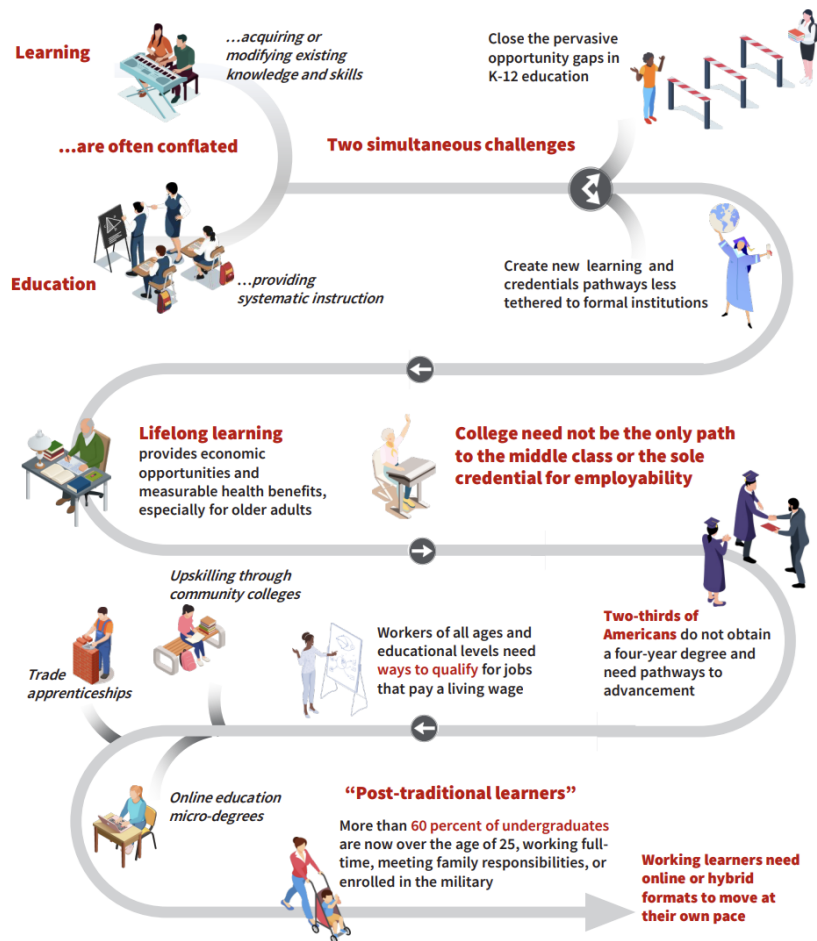 Learning
…acquiring or
modifying existing
knowledge and skills
…are often conflated
Education
…providing
systematic instruction
Two simultaneous challenges
Close the pervasive
opportunity gaps in
K-12 education
Create new learning and
credentials pathways less
tethered to formal institutions
Lifelong learning
provides economic
opportunities and
measurable health benefits,
especially for older adults
College need not be the only path
to the middle class or the sole
credential for employability
Two-thirds of
Americans do not obtain
a four-year degree and
need pathways to
advancement
Workers of all ages and
educational levels need
ways to qualify for jobs
that pay a living wage
Upskilling through
community colleges
Trade
apprenticeships
Online education
micro-degrees
“Post-traditional learners”
More than 60 percent of undergraduates
are now over the age of 25, working full-
time, meeting family responsibilities, or
enrolled in the military
Working learners need
online or hybrid
formats to move at
their own pace